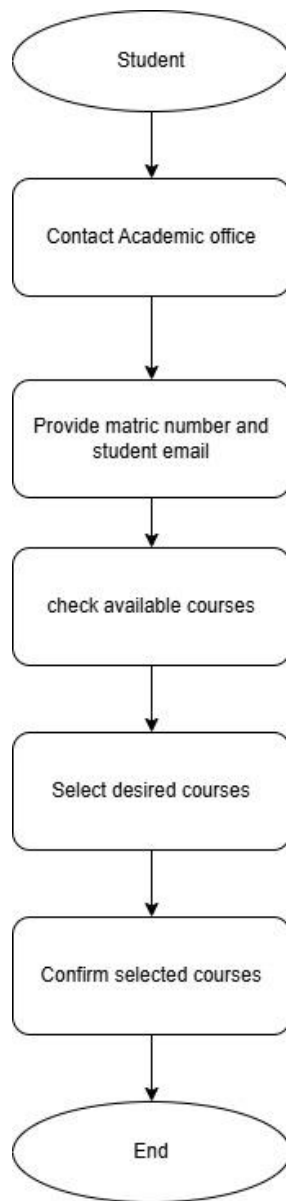 Student
Contact Academic office
Provide matric number and
student email
check available courses
Select desired courses
Confirm selected courses
End